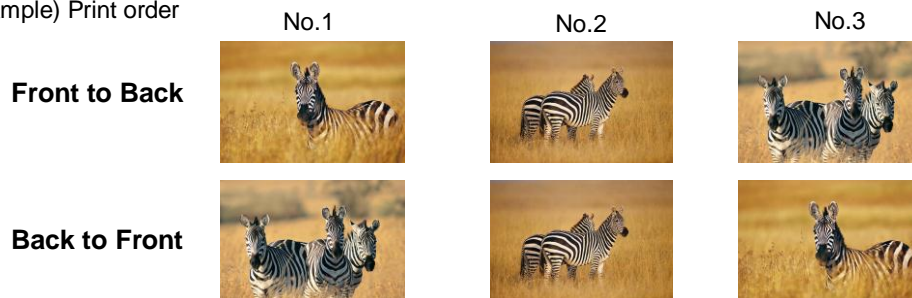 mple) Print order
No.1 No.2 No.3
Front to Back
Back to Front